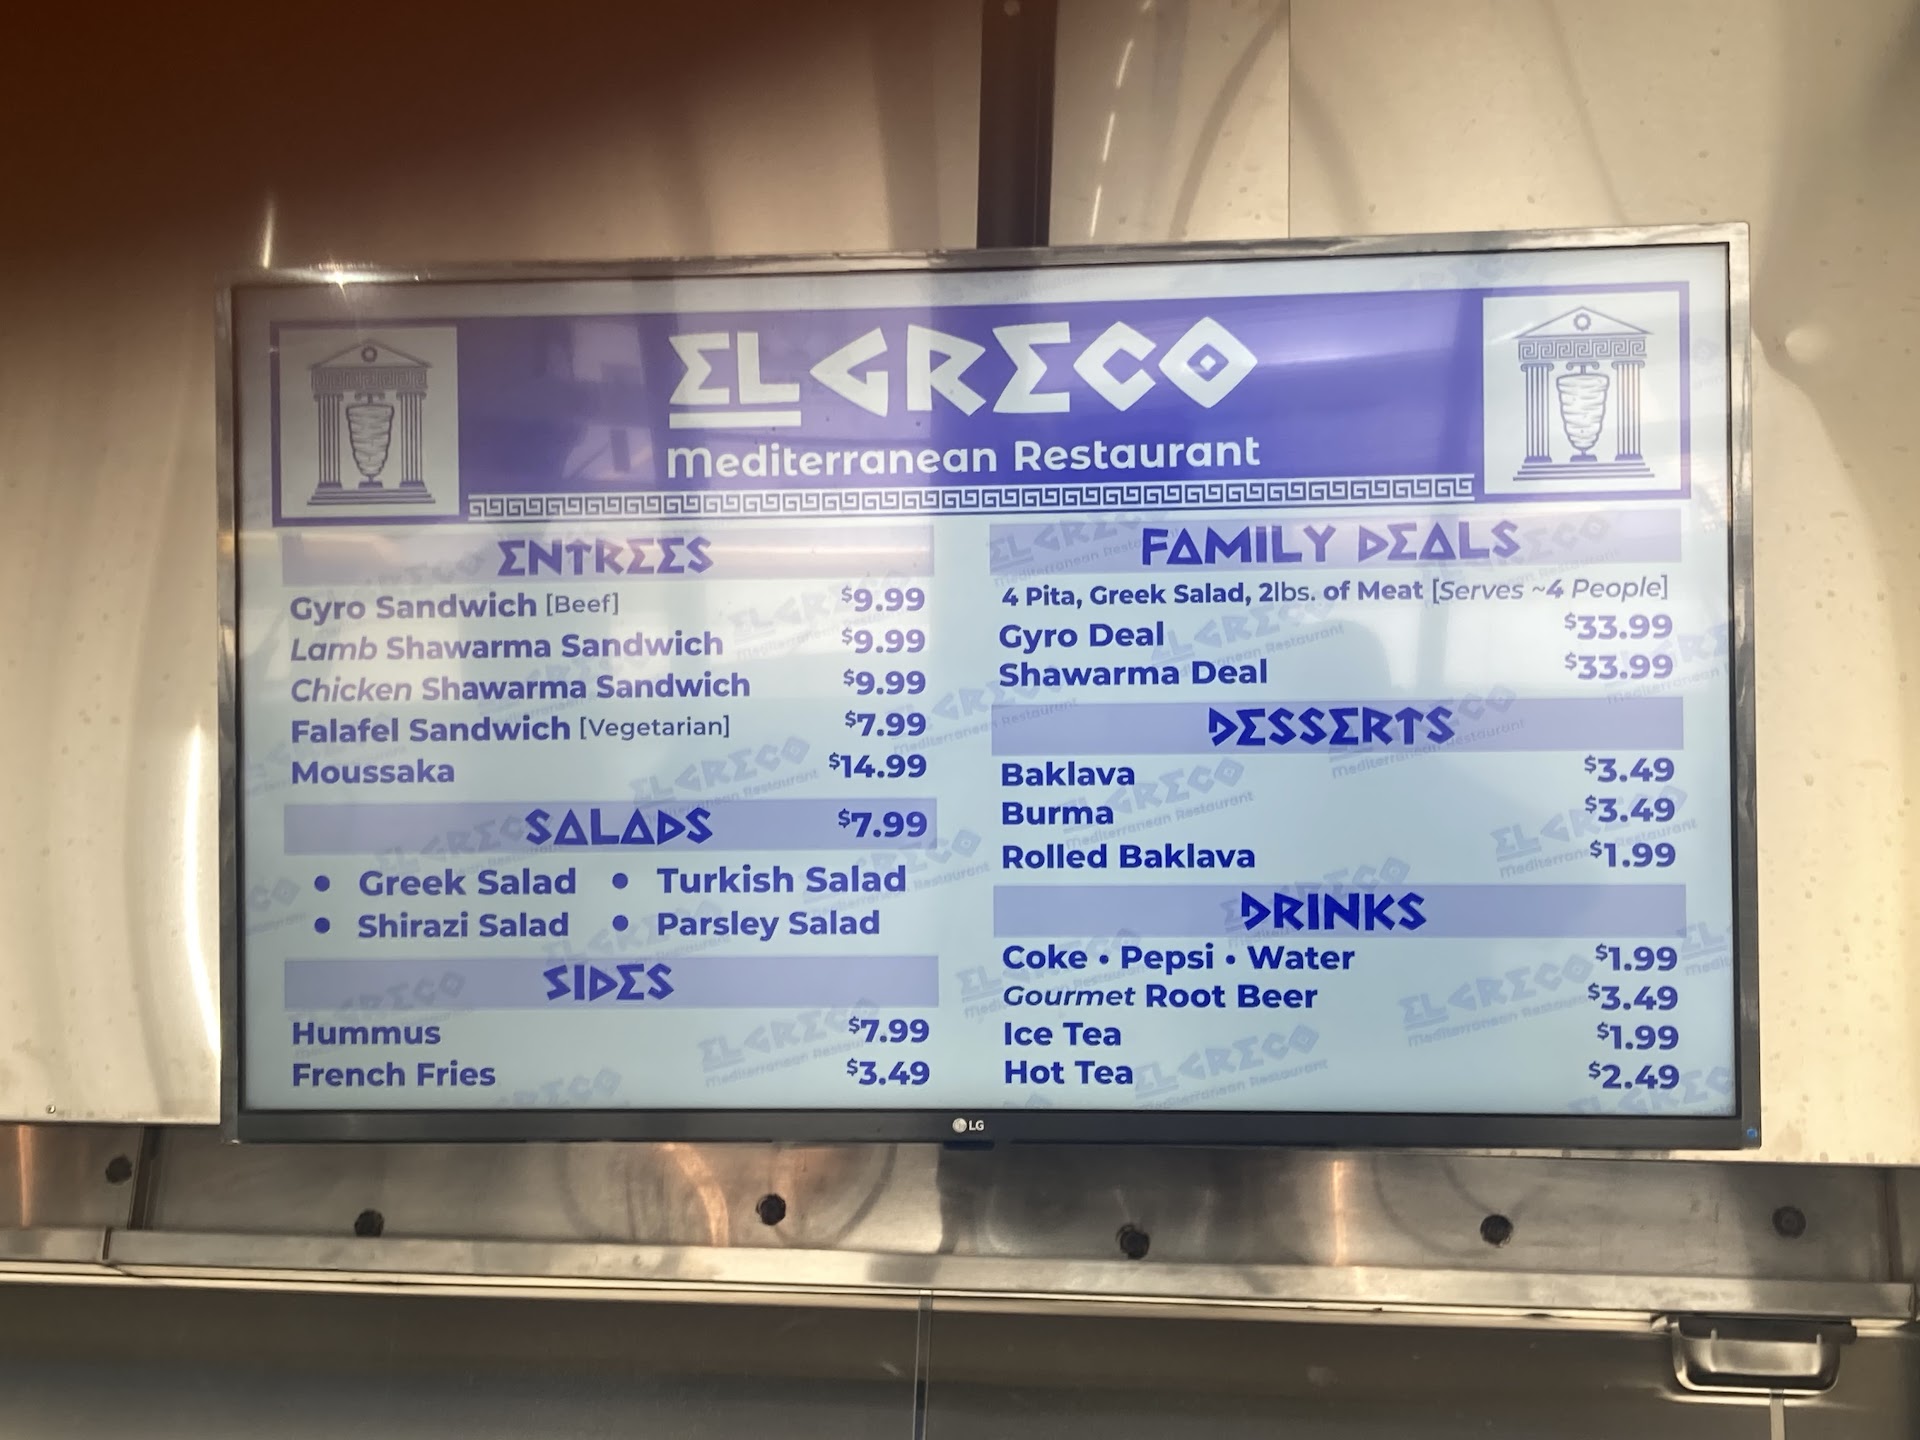 EL GRECO
Mediterranean Restaurant
ENTREES
Gyro Sandwich [Beef] $9.99
Lamb Shawarma Sandwich $9.99
Chicken Shawarma Sandwich $9.99
Falafel Sandwich [Vegetarian] $7.99
Moussaka $14.99
SALADS $7.99
• Greek Salad • Turkish Salad
• Shirazi Salad • Parsley Salad
SIDES
Hummus $7.99
French Fries $3.49
FAMILY DEALS
4 Pita, Greek Salad, 2lbs. of Meat [Serves ~4 People]
Gyro Deal $33.99
Shawarma Deal $33.99
DESSERTS
Baklava $3.49
Burma $3.49
Rolled Baklava $1.99
DRINKS
Coke • Pepsi • Water $1.99
Gourmet Root Beer $3.49
Ice Tea $1.99
Hot Tea $2.49
LG